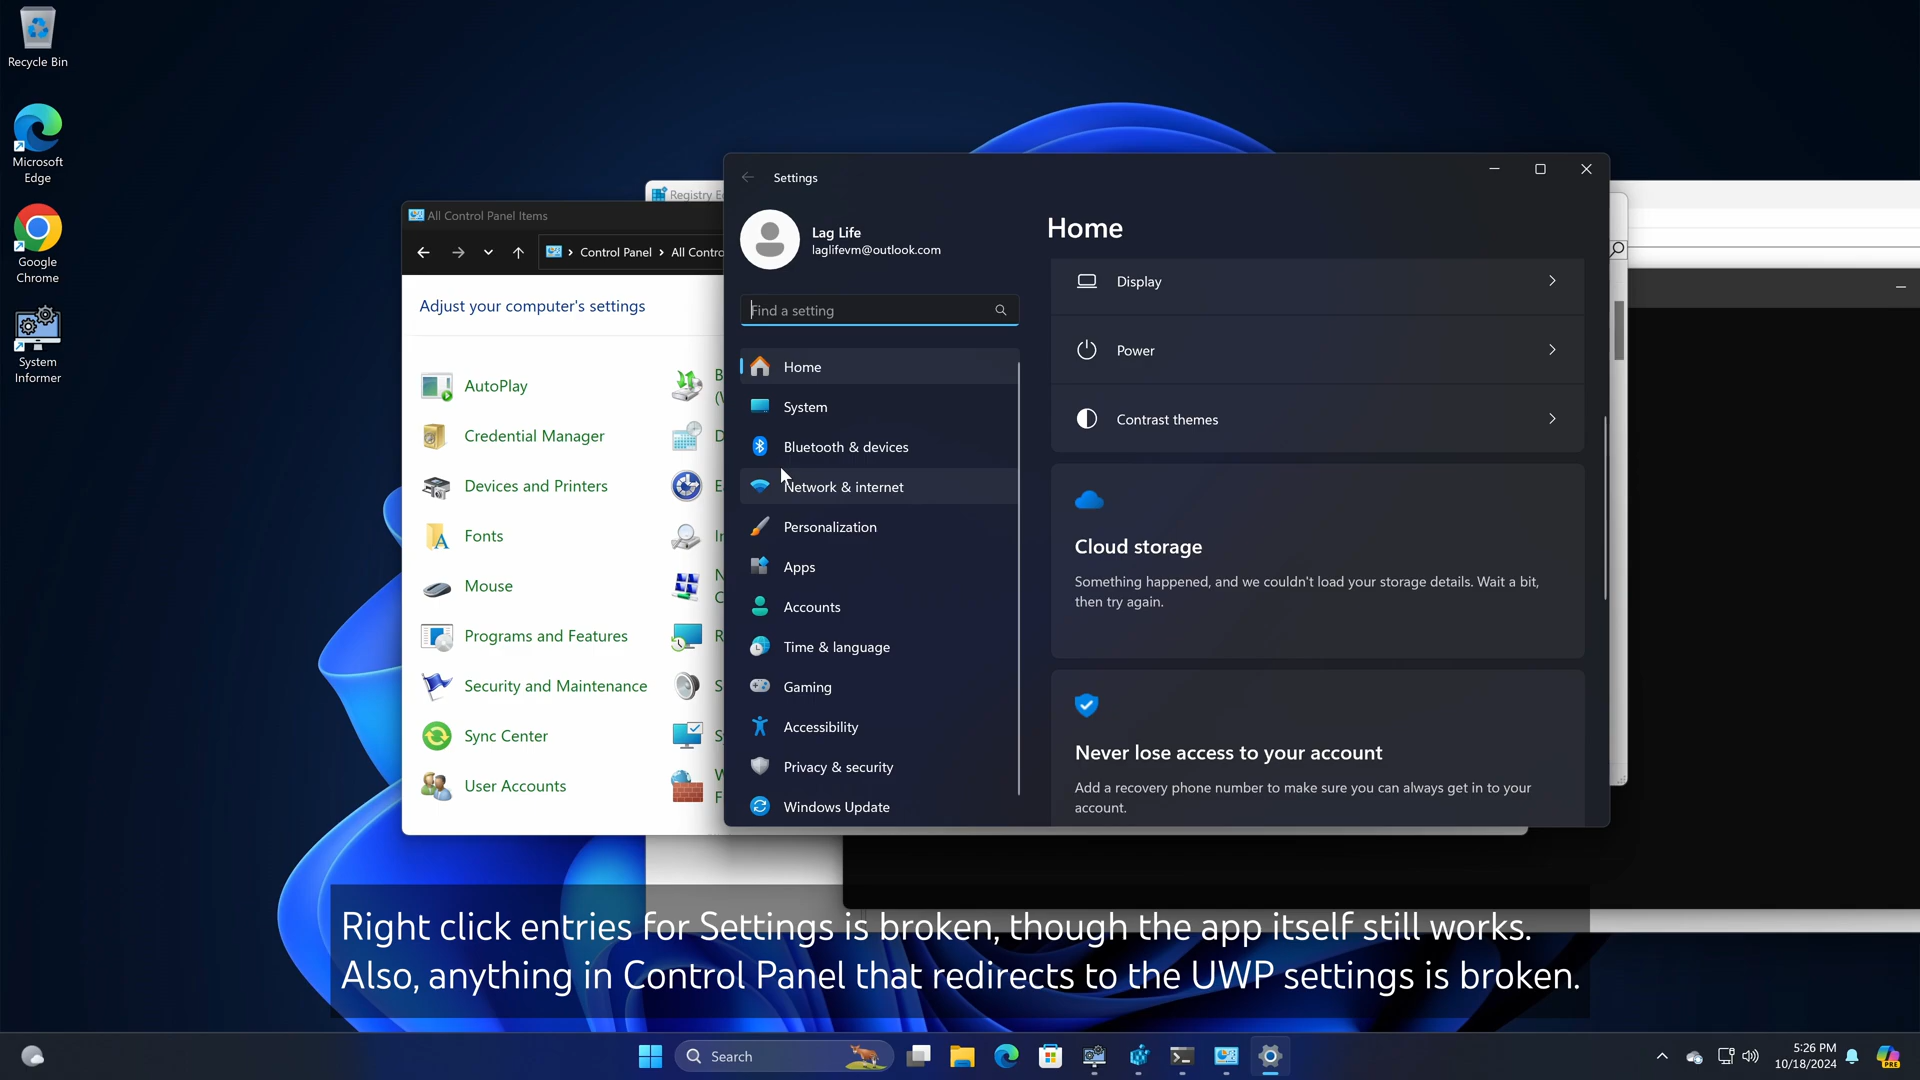 Recycle Bin
Microsoft
Edge
Google
Chrome
System
Informer
Registry E
All Control Panel Items
Control Panel > All Contro
Adjust your computer's settings
AutoPlay
Credential Manager
Devices and Printers
Fonts
Mouse
Programs and Features
Security and Maintenance
Sync Center
User Accounts
Settings
Lag Life
laglifevm@outlook.com
Find a setting
Home
System
Bluetooth & devices
Network & internet
Personalization
Apps
Accounts
Time & language
Gaming
Accessibility
Privacy & security
Windows Update
Home
Display
Power
Contrast themes
Cloud storage
Something happened, and we couldn't load your storage details. Wait a bit,
then try again.
Never lose access to your account
Add a recovery phone number to make sure you can always get in to your
account.
Right click entries for Settings is broken, though the app itself still works.
Also, anything in Control Panel that redirects to the UWP settings is broken.
Search
5:26 PM
10/18/2024
PRE